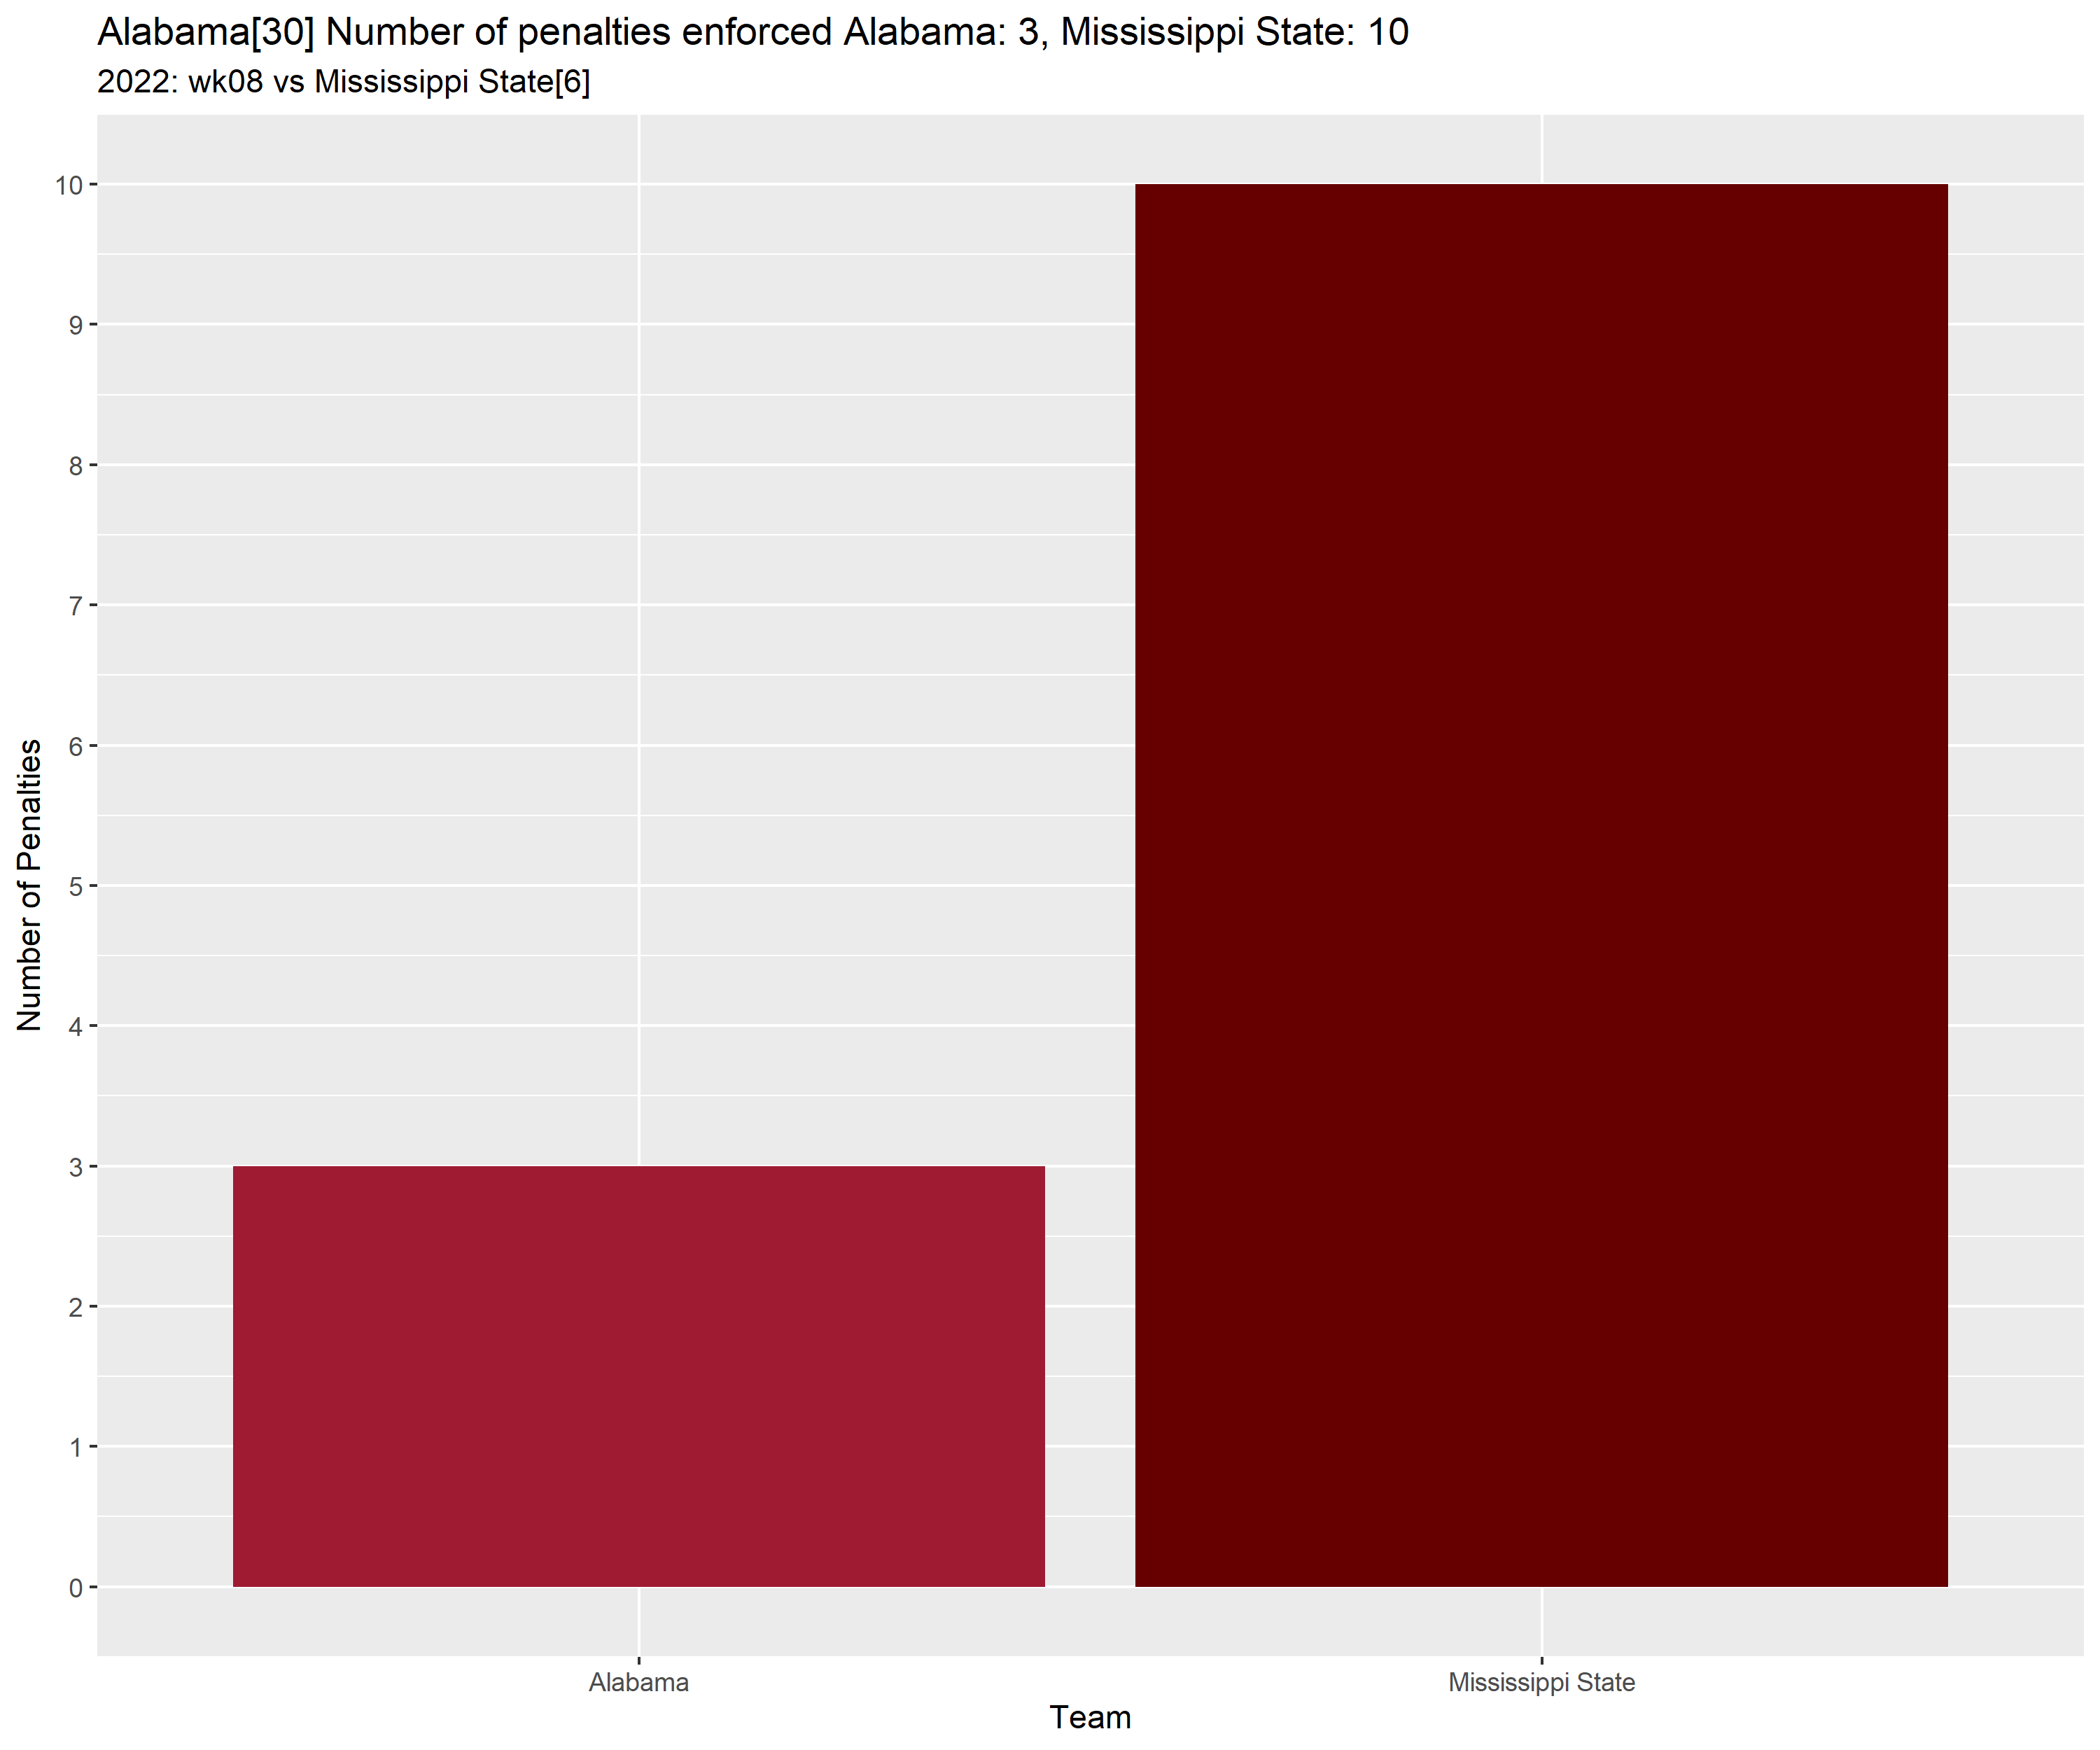 Alabama[30] Number of penalties enforced Alabama: 3, Mississippi State: 10
2022: wk08 vs Mississippi State[6]
Number of Penalties
10
9
8
7
6
5
4
3
2
1
0
Alabama
Mississippi State
Team